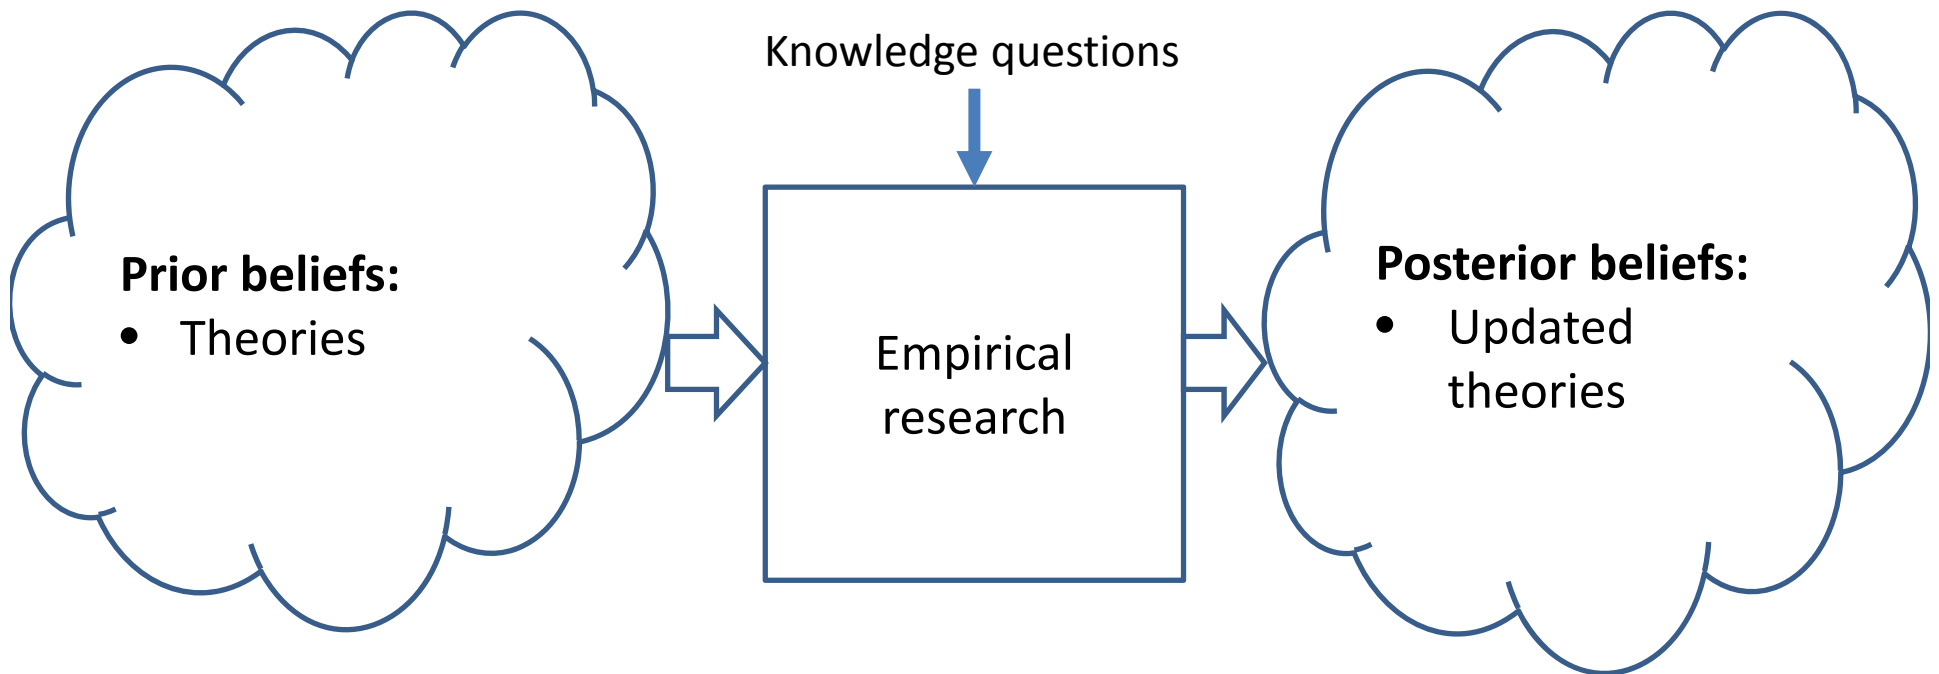 Knowledge questions
Prior beliefs:
• Theories
Empirical
research
Posterior beliefs:
• Updated
theories